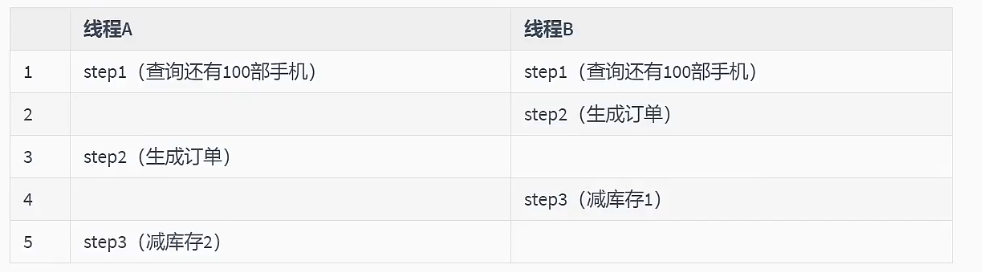 线程A 线程B
1 step1（查询还有100部手机） step1（查询还有100部手机）
2 step2（生成订单）
3 step2（生成订单）
4 step3（减库存1）
5 step3（减库存2）